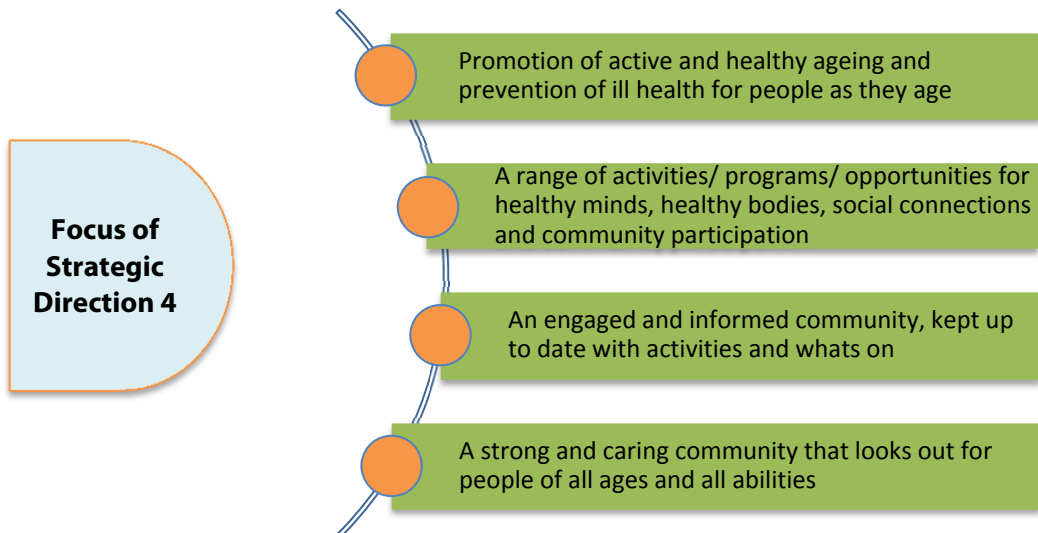 Focus of
Strategic
Direction 4
Promotion of active and healthy ageing and
prevention of ill health for people as they age
A range of activities/ programs/ opportunities for
healthy minds, healthy bodies, social connections
and community participation
An engaged and informed community, kept up
to date with activities and whats on
A strong and caring community that looks out for
people of all ages and all abilities